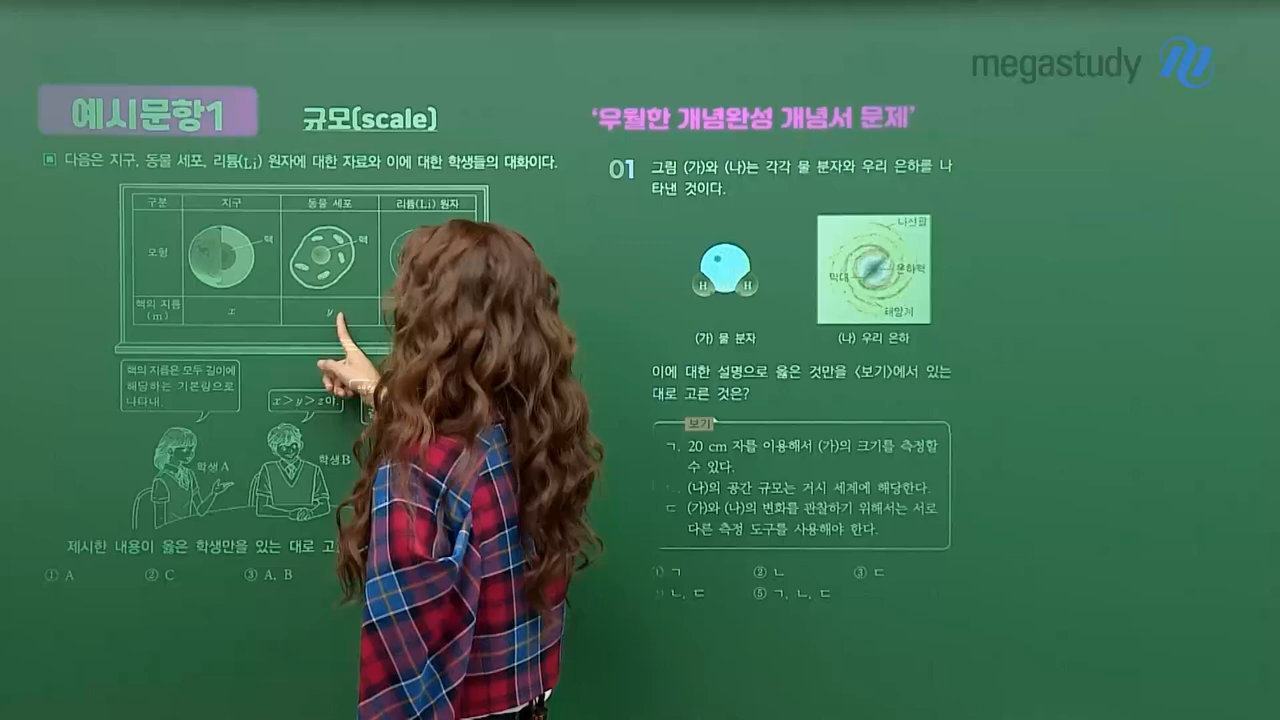 megastudy
예시문항1
규모(scale)
다음은 지구, 동물 세포, 리튬(Li) 원자에 대한 자료와 이에 대한 학생들의 대화이다.
구분 지구 동물 세포 리튬(Li) 원자
모형 핵 핵
핵의 지름 (m) x y
핵의 지름은 모두 길이에
해당하는 기본량으로
나타내.
x>y>z야.
학생A
학생B
제시한 내용이 옳은 학생만을 있는 대로 고
① A ② C ③ A, B
'우월한 개념완성 개념서 문제'
01 그림 (가)와 (나)는 각각 물 분자와 우리 은하를 나
타낸 것이다.
H H
(가) 물 분자
나선팔
은하핵
막대
태양계
(나) 우리 은하
이에 대한 설명으로 옳은 것만을 <보기>에서 있는
대로 고른 것은?
보기
ㄱ. 20 cm 자를 이용해서 (가)의 크기를 측정할
수 있다.
(나)의 공간 규모는 거시 세계에 해당한다.
ㄷ (가)와 (나)의 변화를 관찰하기 위해서는 서로
다른 측정 도구를 사용해야 한다.
① ㄱ ② ㄴ ③ ㄷ
ㄴ, ㄷ ⑤ ㄱ, ㄴ, ㄷ